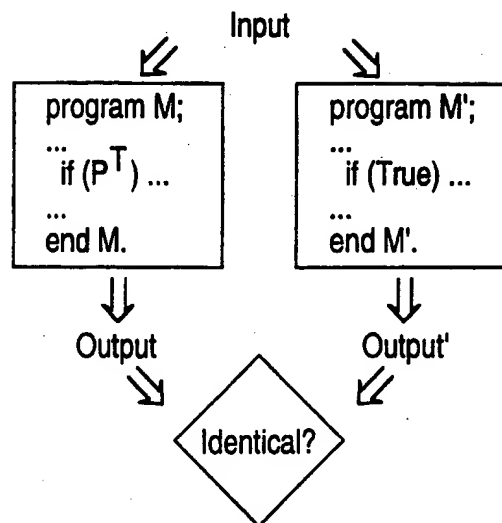 Input
program M;
...
if (P^T) ...
...
end M.
program M';
...
if (True) ...
...
end M'.
Output
Output'
Identical?